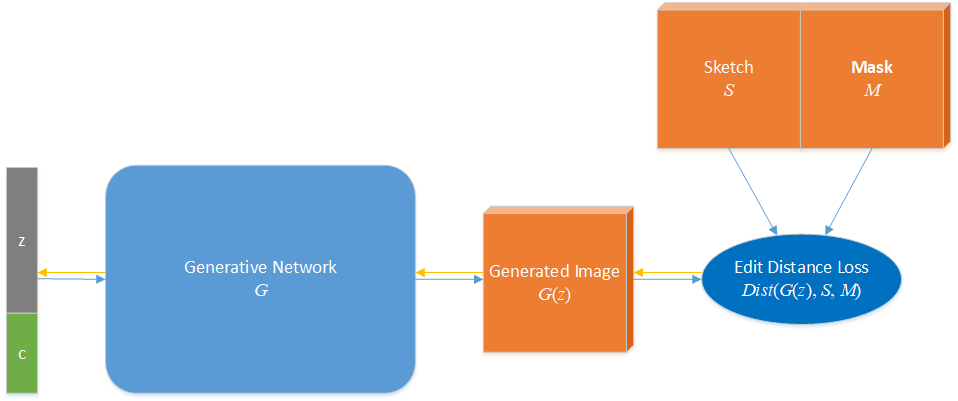 Sketch
S
Mask
M
z
c
Generative Network
G
Generated Image
G(z)
Edit Distance Loss
Dist(G(z), S, M)